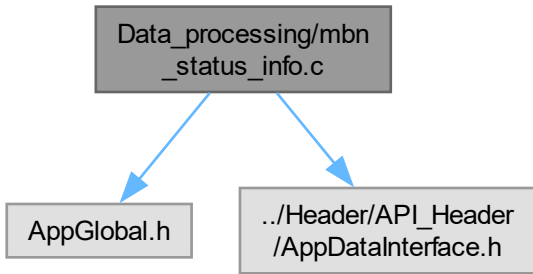 Data_processing/mbn
_status_info.c
AppGlobal.h
../Header/API_Header
/AppDataInterface.h